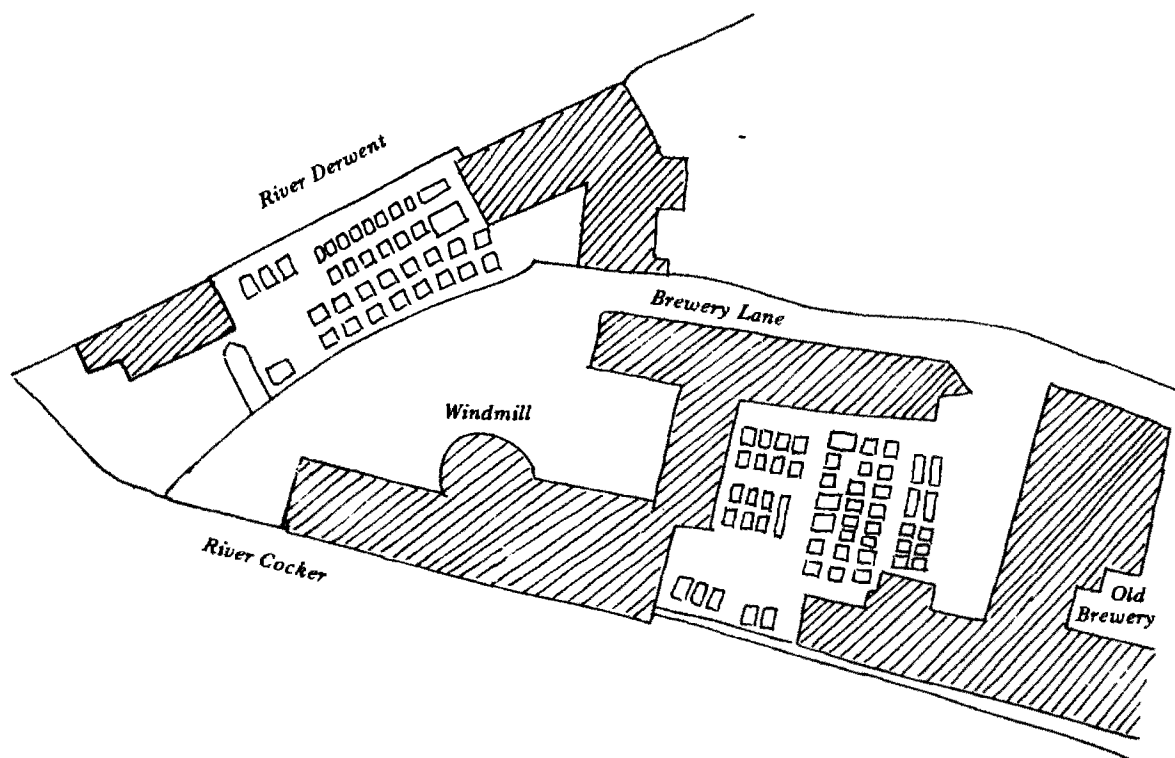 River Derwent
Brewery Lane
Windmill
River Cocker
Old
Brewery